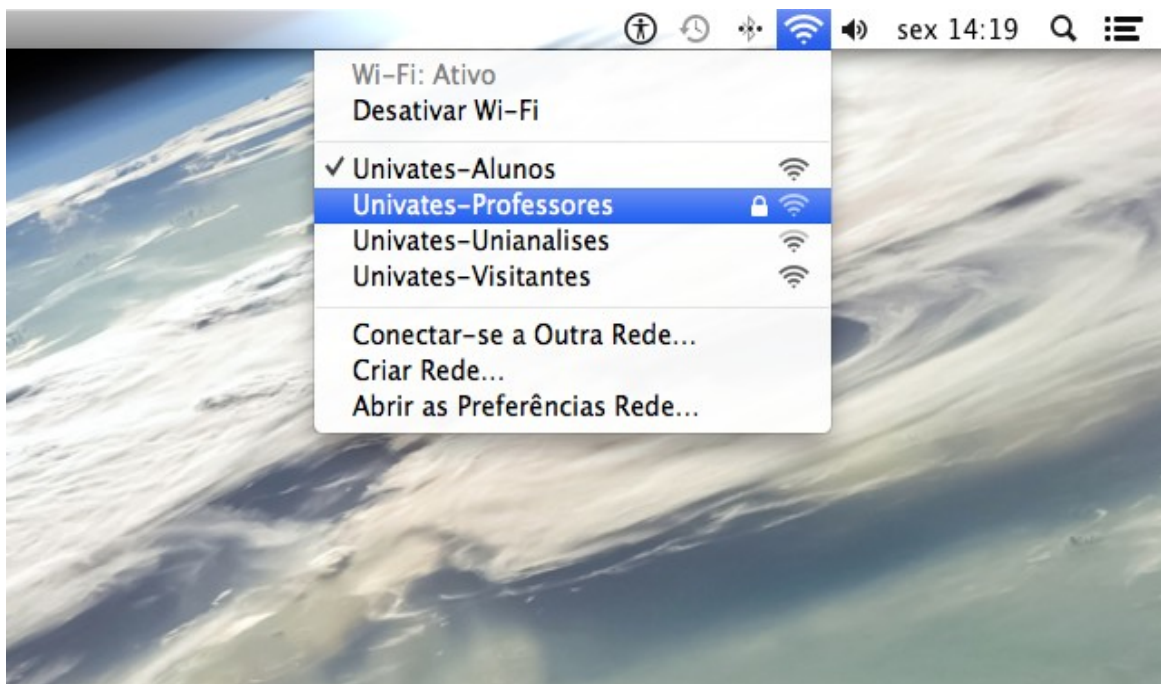 sex 14:19
Wi-Fi: Ativo
Desativar Wi-Fi
Univates-Alunos
Univates-Professores
Univates-Unianalises
Univates-Visitantes
Conectar-se a Outra Rede...
Criar Rede...
Abrir as Preferências Rede...